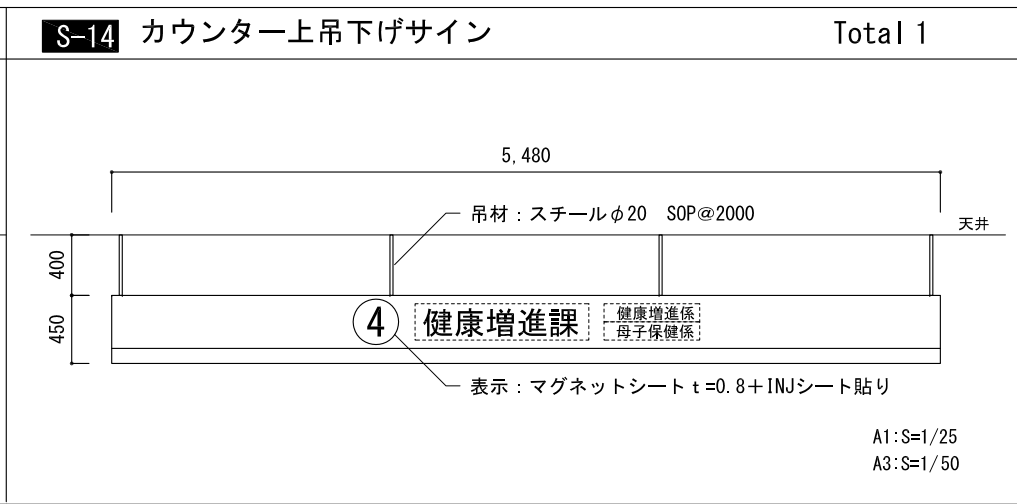 S-14 カウンター上吊下げサイン Total 1
5,480
吊材：スチールφ20 SOP@2000
天井
400
450
4 健康増進課 健康増進係
母子保健係
表示：マグネットシート t=0.8＋INJシート貼り
A1:S=1/25
A3:S=1/50